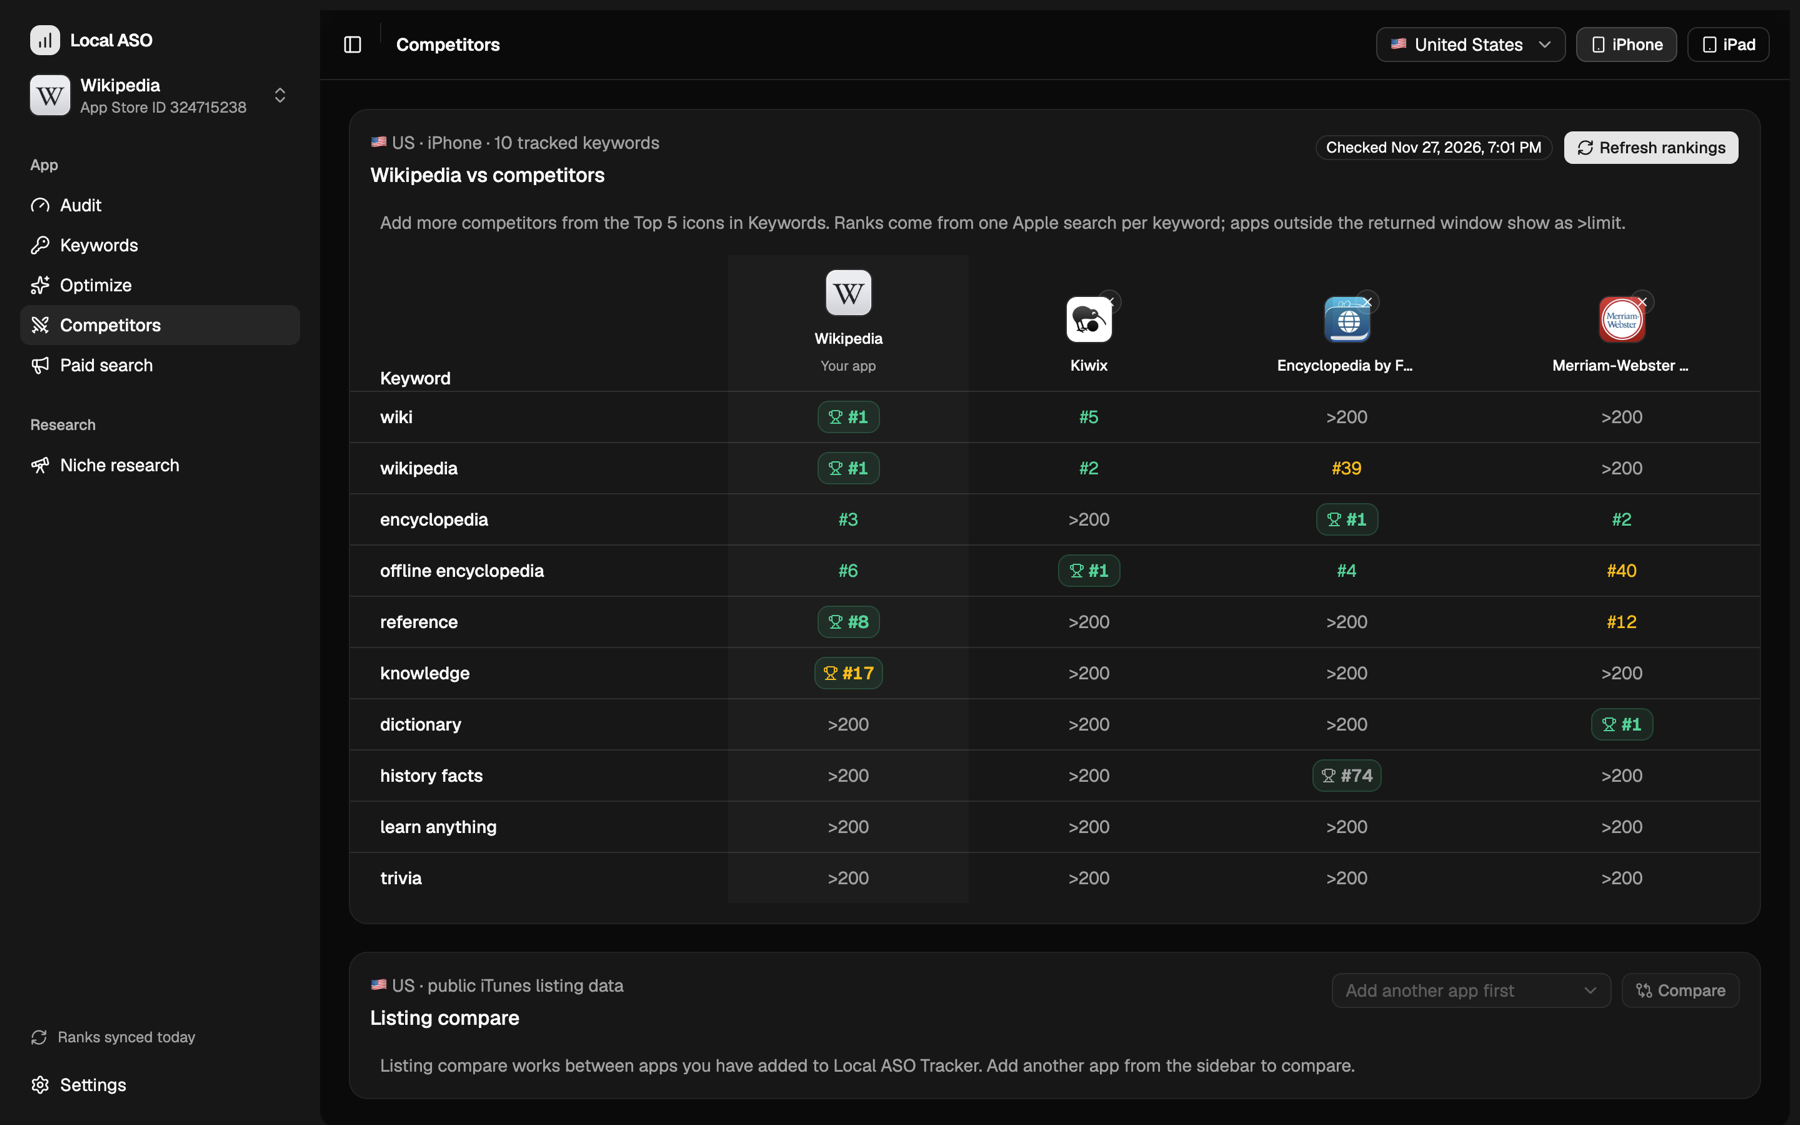 Local ASO
Wikipedia
App Store ID 324715238
App
Audit
Keywords
Optimize
Competitors
Paid search
Research
Niche research
Ranks synced today
Settings
Competitors
United States
iPhone
iPad
US · iPhone · 10 tracked keywords
Wikipedia vs competitors
Checked Nov 27, 2026, 7:01 PM
Refresh rankings
Add more competitors from the Top 5 icons in Keywords. Ranks come from one Apple search per keyword; apps outside the returned window show as >limit.
W
Merriam-
Webster
Keyword
Wikipedia
Your app
Kiwix
Encyclopedia by F...
Merriam-Webster ...
wiki #1 #5 >200 >200
wikipedia #1 #2 #39 >200
encyclopedia #3 >200 #1 #2
offline encyclopedia #6 #1 #4 #40
reference #8 >200 >200 #12
knowledge #17 >200 >200 >200
dictionary >200 >200 >200 #1
history facts >200 >200 #74 >200
learn anything >200 >200 >200 >200
trivia >200 >200 >200 >200
US · public iTunes listing data
Listing compare
Add another app first
Compare
Listing compare works between apps you have added to Local ASO Tracker. Add another app from the sidebar to compare.